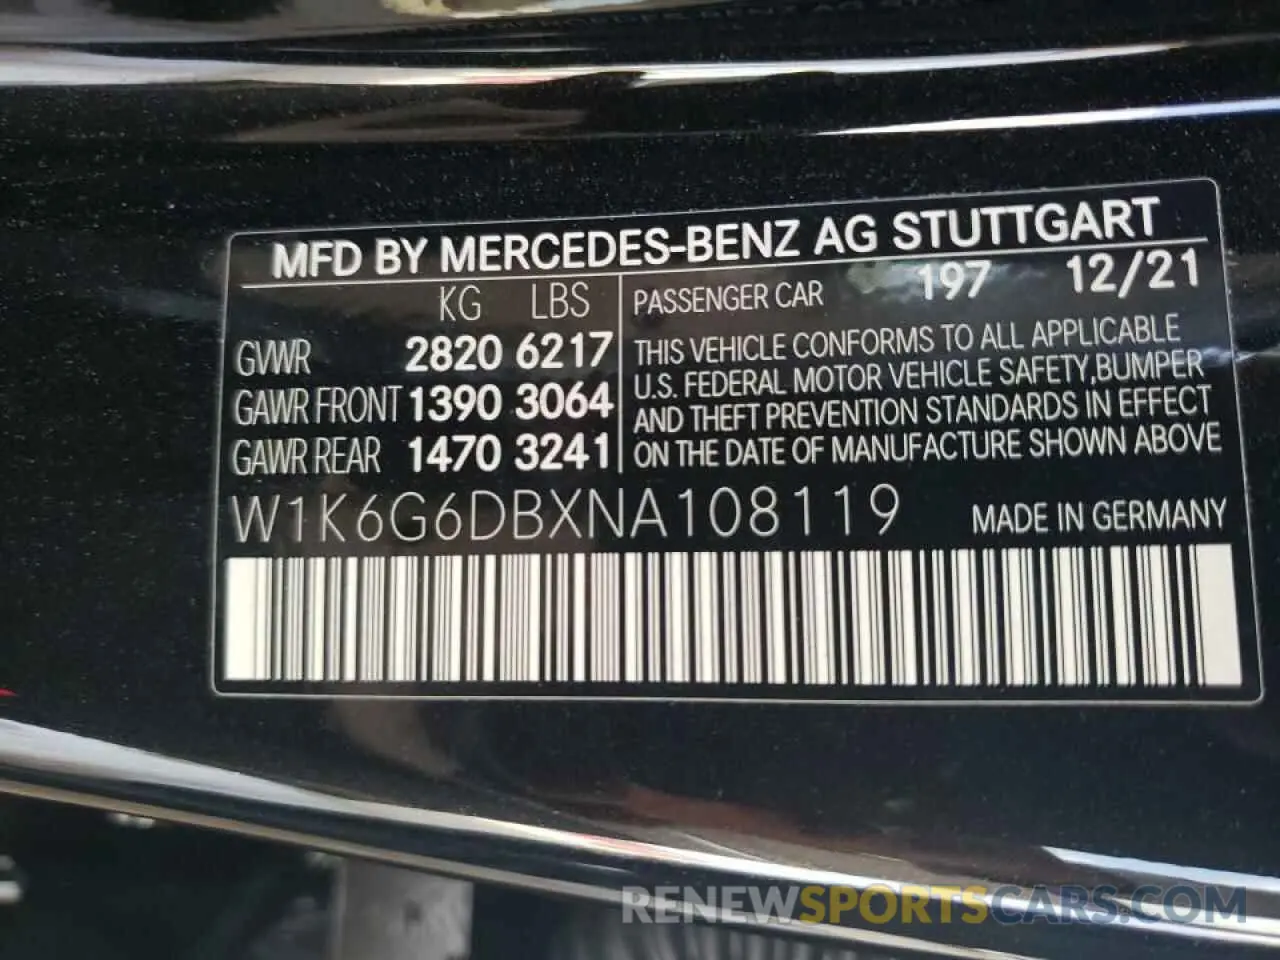 MFD BY MERCEDES-BENZ AG STUTTGART
KG LBS
PASSENGER CAR 197 12/21
GVWR 2820 6217
GAWR FRONT 1390 3064
GAWR REAR 1470 3241
THIS VEHICLE CONFORMS TO ALL APPLICABLE
U.S. FEDERAL MOTOR VEHICLE SAFETY,BUMPER
AND THEFT PREVENTION STANDARDS IN EFFECT
ON THE DATE OF MANUFACTURE SHOWN ABOVE
W1K6G6DBXNA108119
MADE IN GERMANY
RENEWSPORTSCARS.COM